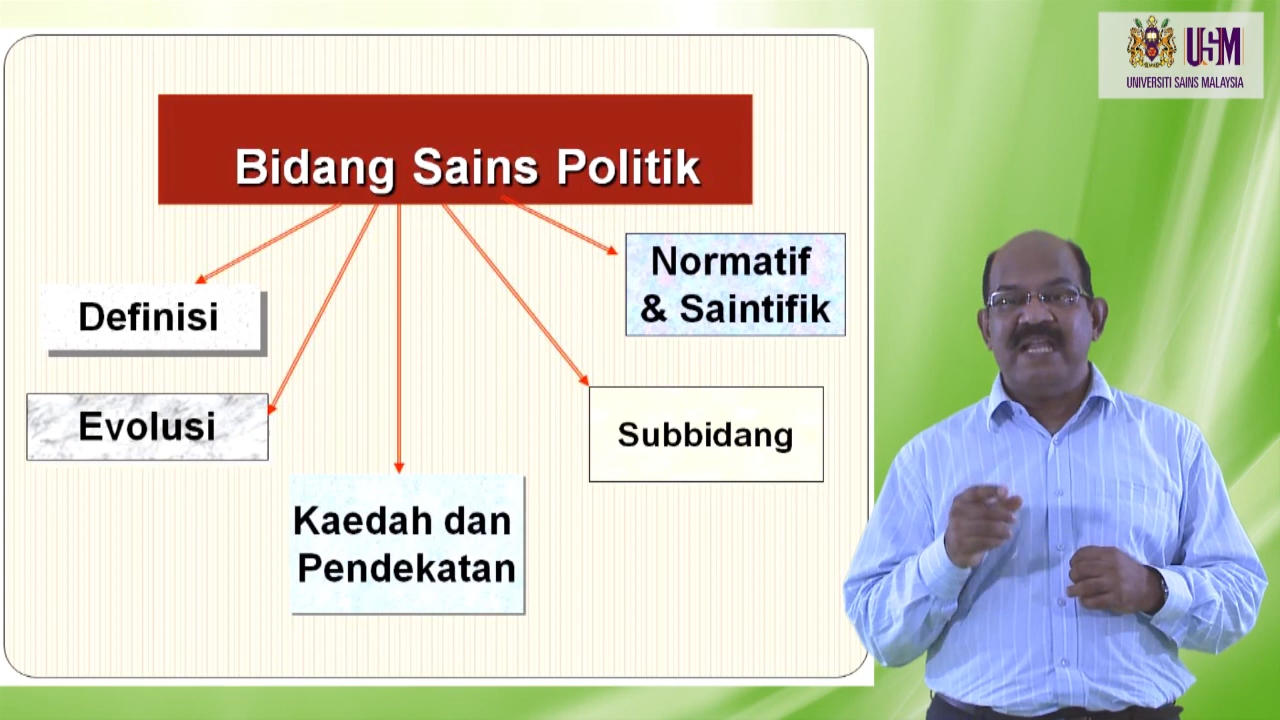 Bidang Sains Politik
Definisi
Evolusi
Kaedah dan
Pendekatan
Subbidang
Normatif
& Saintifik
USM
UNIVERSITI SAINS MALAYSIA